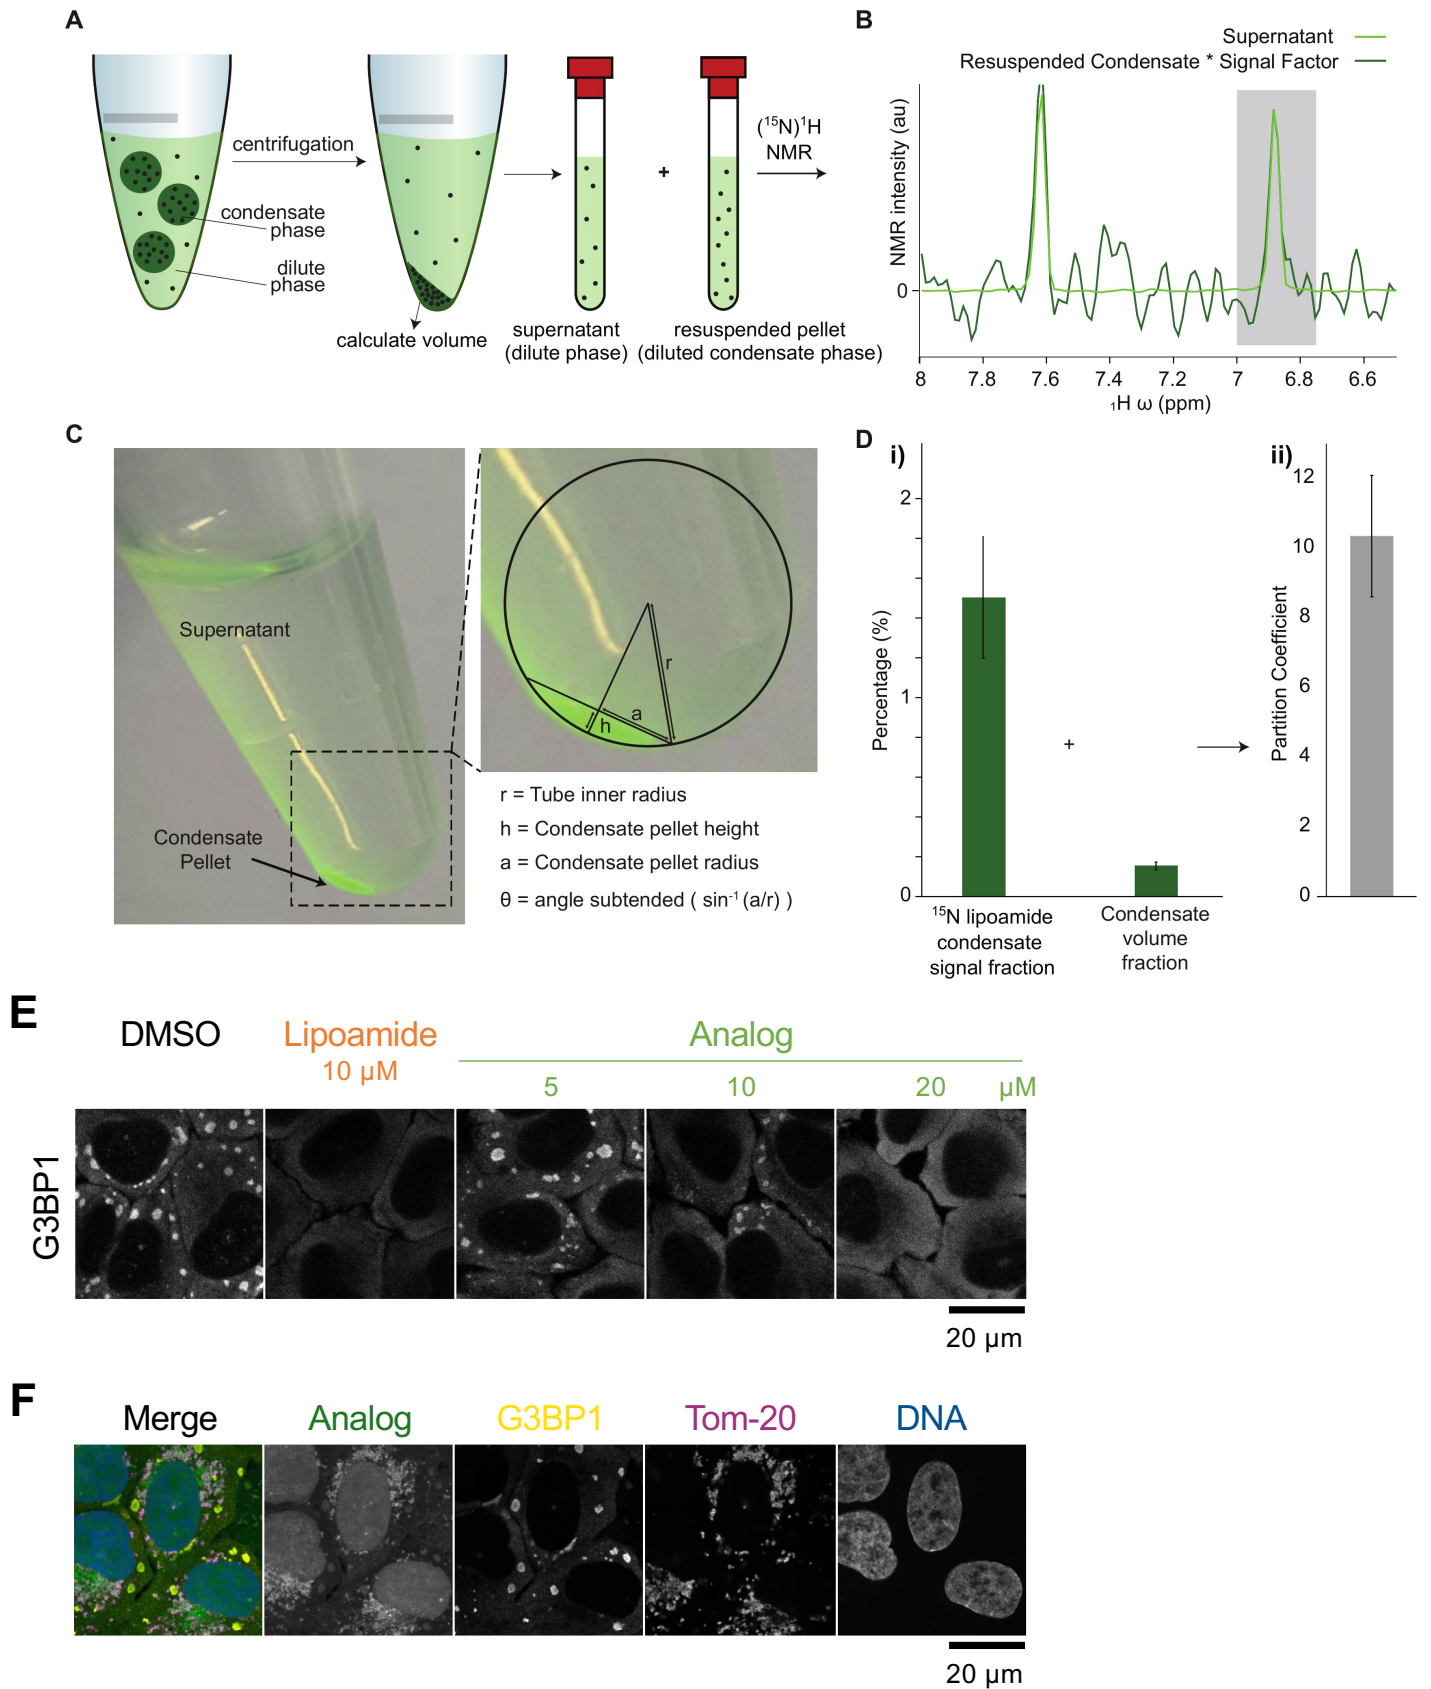 A
centrifugation
condensate
phase
dilute
phase
calculate volume
supernatant
(dilute phase)
+
resuspended pellet
(diluted condensate phase)
(¹⁵N)¹H
NMR
B
Supernatant
Resuspended Condensate * Signal Factor
NMR intensity (au)
0
8 7.8 7.6 7.4 7.2 7 6.8 6.6
₁H ω (ppm)
C
Supernatant
Condensate
Pellet
r
a
h
r = Tube inner radius
h = Condensate pellet height
a = Condensate pellet radius
θ = angle subtended ( sin⁻¹ (a/r) )
D
i)
Percentage (%)
2
1
0
¹⁵N lipoamide
condensate
signal fraction
+
Condensate
volume
fraction
ii)
Partition Coefficient
12
10
8
6
4
2
0
E
DMSO
Lipoamide
10 μM
Analog
5 10 20 μM
G3BP1
20 μm
F
Merge Analog G3BP1 Tom-20 DNA
20 μm